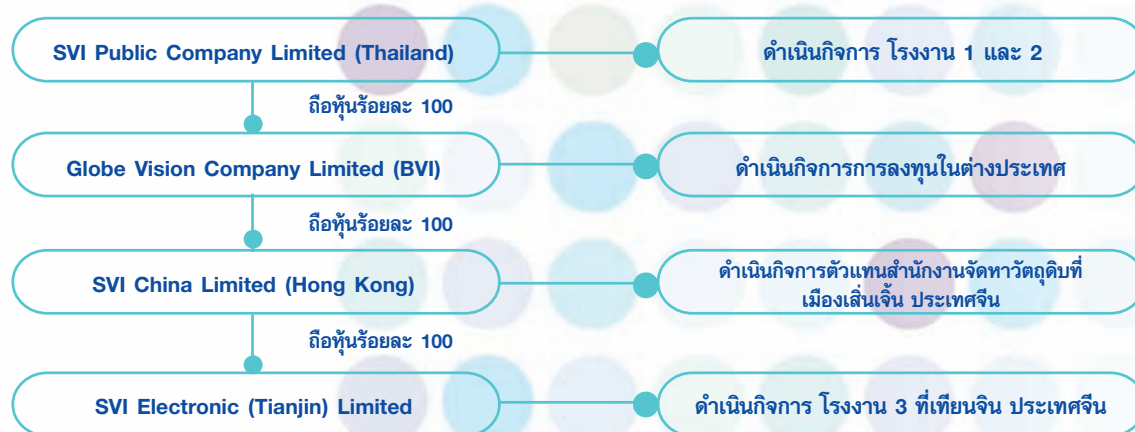 SVI Public Company Limited (Thailand)
ดำเนินกิจการ โรงงาน 1 และ 2
ถือหุ้นร้อยละ 100
Globe Vision Company Limited (BVI)
ดำเนินกิจการการลงทุนในต่างประเทศ
ถือหุ้นร้อยละ 100
SVI China Limited (Hong Kong)
ดำเนินกิจการตัวแทนสำนักงานจัดหาวัตถุดิบที่
เมืองเสิ่นเจิ้น ประเทศจีน
ถือหุ้นร้อยละ 100
SVI Electronic (Tianjin) Limited
ดำเนินกิจการ โรงงาน 3 ที่เทียนจิน ประเทศจีน